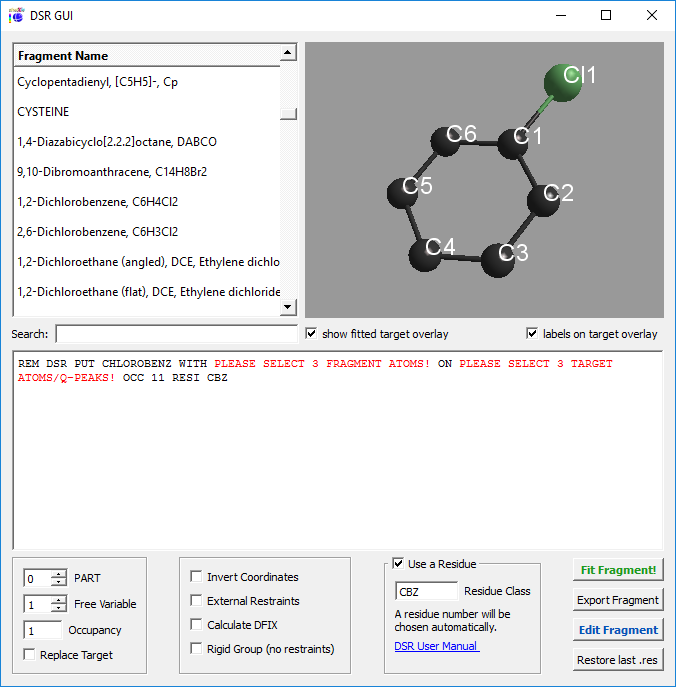 DSR GUI
Fragment Name
Cyclopentadienyl, [C5H5]-, Cp
CYSTEINE
1,4-Diazabicyclo[2.2.2]octane, DABCO
9,10-Dibromoanthracene, C14H8Br2
1,2-Dichlorobenzene, C6H4Cl2
2,6-Dichlorobenzene, C6H3Cl2
1,2-Dichloroethane (angled), DCE, Ethylene dichlo
1,2-Dichloroethane (flat), DCE, Ethylene dichloride
Cl1
C6
C1
C5
C2
C4
C3
Search:
show fitted target overlay
labels on target overlay
REM DSR PUT CHLOROBENZ WITH PLEASE SELECT 3 FRAGMENT ATOMS! ON PLEASE SELECT 3 TARGET
ATOMS/Q-PEAKS! OCC 11 RESI CBZ
0 PART
1 Free Variable
1 Occupancy
Replace Target
Invert Coordinates
External Restraints
Calculate DFIX
Rigid Group (no restraints)
Use a Residue
CBZ Residue Class
A residue number will be
chosen automatically.
DSR User Manual
Fit Fragment!
Export Fragment
Edit Fragment
Restore last .res